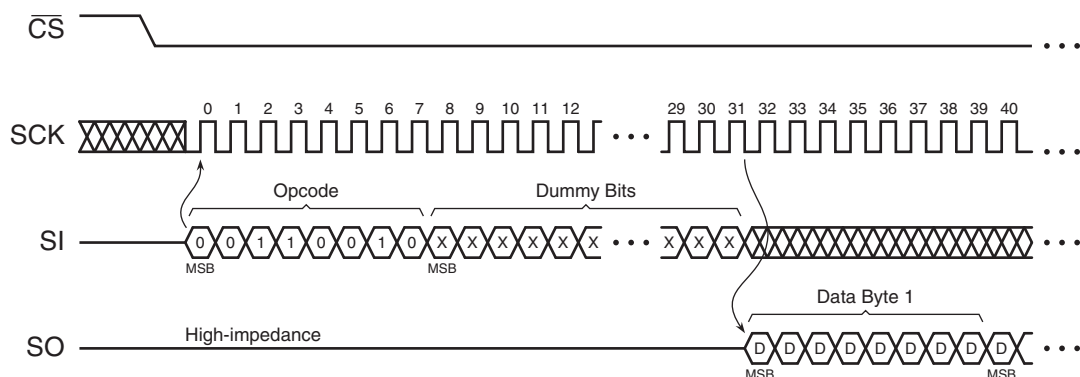 CS
SCK
0 1 2 3 4 5 6 7 8 9 10 11 12 29 30 31 32 33 34 35 36 37 38 39 40
Opcode Dummy Bits
SI
0 0 1 1 0 0 1 0 X X X X X X X X X
MSB MSB
Data Byte 1
High-impedance
SO
D D D D D D D D D
MSB MSB